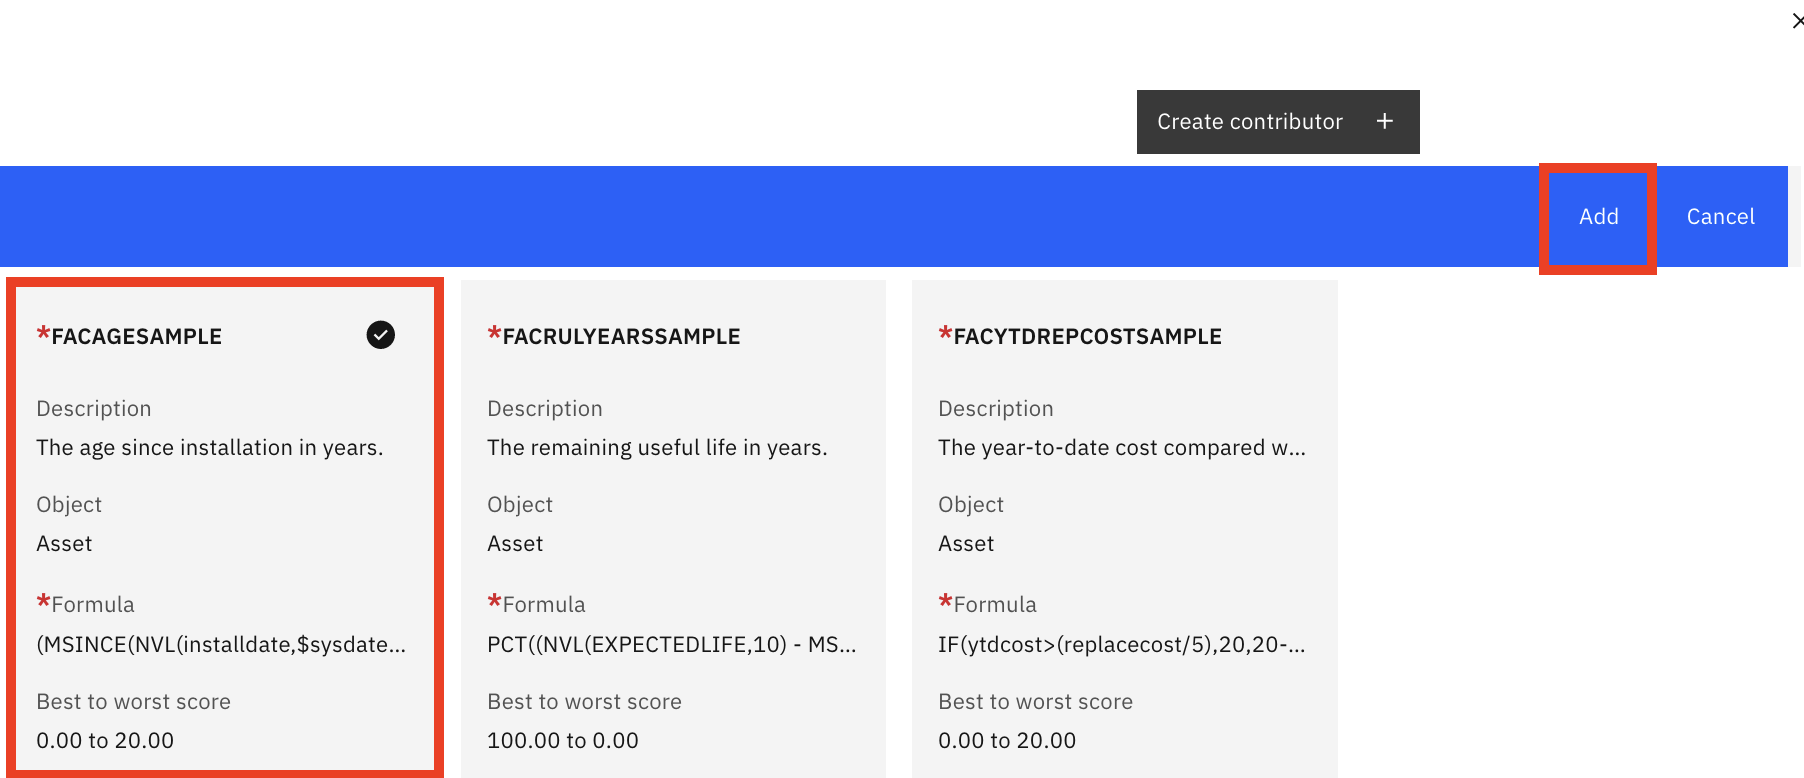 Create contributor +
Add Cancel
*FACAGESAMPLE
Description
The age since installation in years.
Object
Asset
*Formula
(MSINCE(NVL(installdate,$sysdate...
Best to worst score
0.00 to 20.00
*FACRULYEARSSAMPLE
Description
The remaining useful life in years.
Object
Asset
*Formula
PCT((NVL(EXPECTEDLIFE,10) - MS...
Best to worst score
100.00 to 0.00
*FACYTDREPCOSTSAMPLE
Description
The year-to-date cost compared w...
Object
Asset
*Formula
IF(ytdcost>(replacecost/5),20,20-...
Best to worst score
0.00 to 20.00